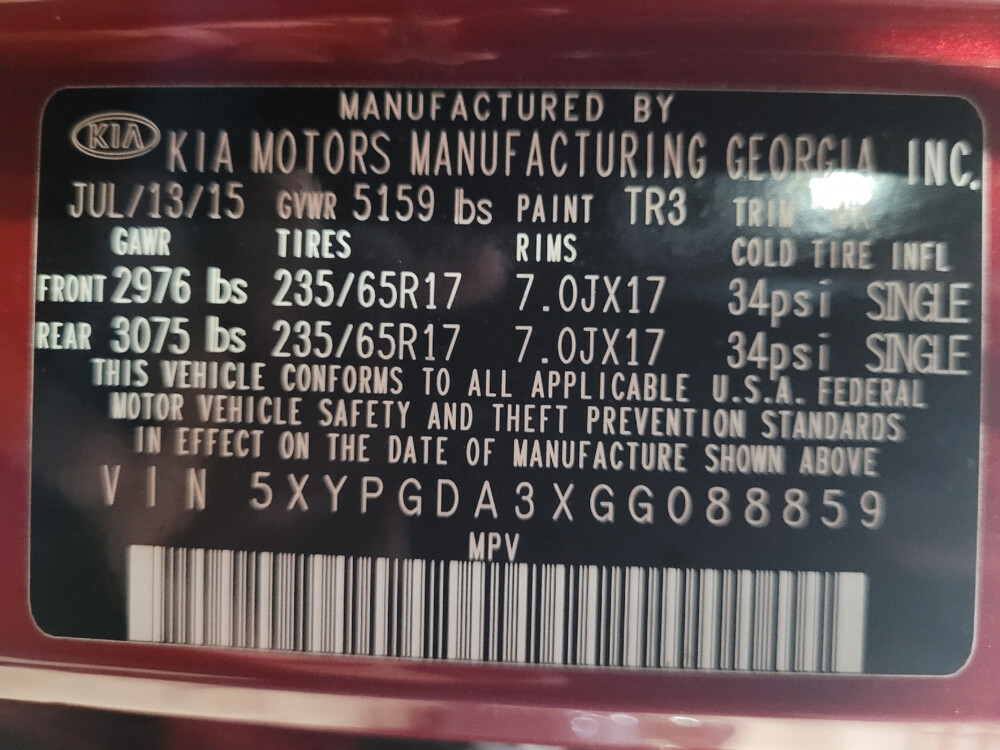 MANUFACTURED BY
KIA KIA MOTORS MANUFACTURING GEORGIA INC.
JUL/13/15 GVWR 5159 lbs PAINT TR3 TRIM
GAWR TIRES RIMS COLD TIRE INFL
FRONT 2976 lbs 235/65R17 7.0JX17 34psi SINGLE
REAR 3075 lbs 235/65R17 7.0JX17 34psi SINGLE
THIS VEHICLE CONFORMS TO ALL APPLICABLE U.S.A. FEDERAL
MOTOR VEHICLE SAFETY AND THEFT PREVENTION STANDARDS
IN EFFECT ON THE DATE OF MANUFACTURE SHOWN ABOVE
VIN 5XYPGDA3XGG088859
MPV